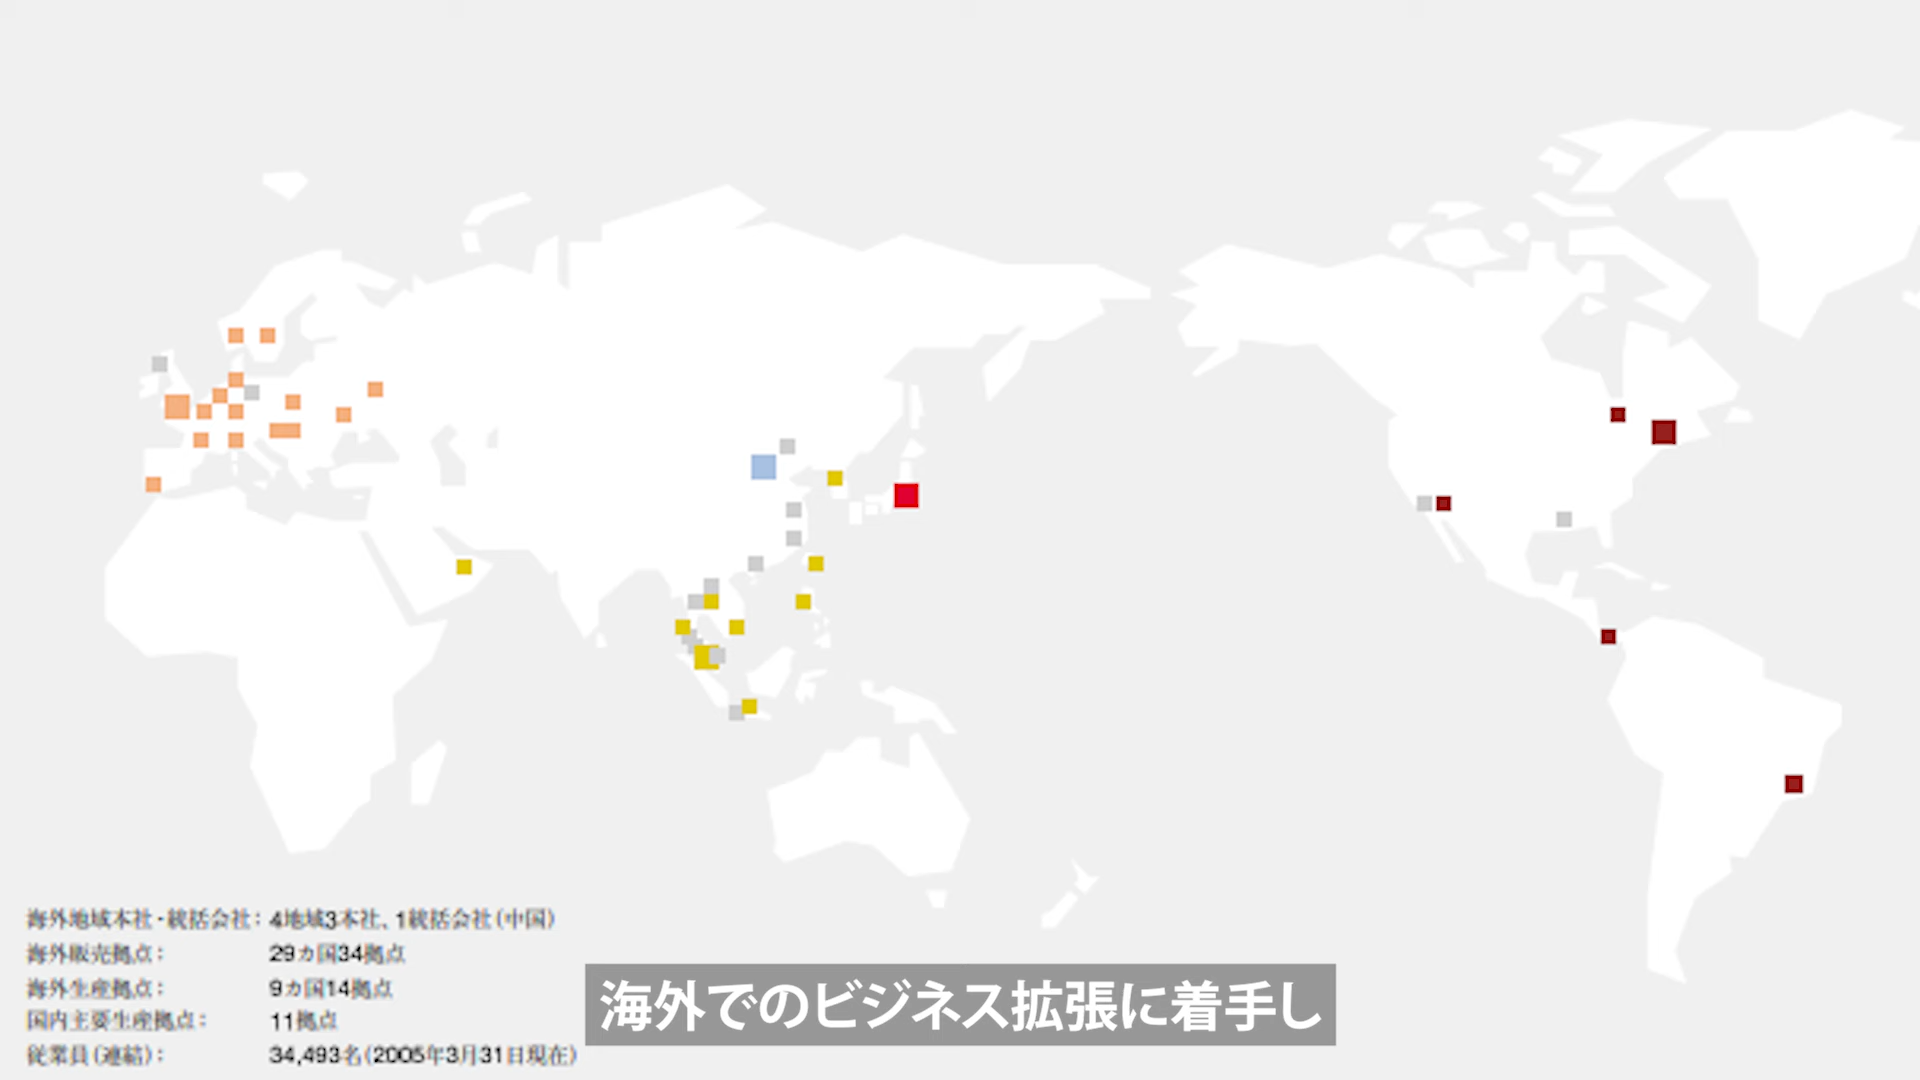 海外地域本社・統括会社: 4地域3本社、1統括会社(中国)
海外販売拠点: 29カ国34拠点
海外生産拠点: 9カ国14拠点
国内主要生産拠点: 11拠点
従業員(連結): 34,493名(2005年3月31日現在)
海外でのビジネス拡張に着手し